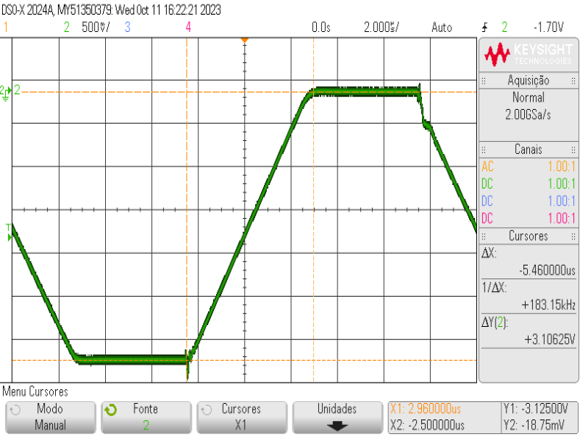 DSO-X 2024A, MY51350379: Wed Oct 11 16:22:21 2023
1 2 500mV/ 3 4 0.0s 2.000us/ Auto 2 -1.70V
KEYSIGHT
TECHNOLOGIES
Aquisição
Normal
2.00GSa/s
Canais
AC 1.00:1
DC 1.00:1
DC 1.00:1
DC 1.00:1
Cursores
ΔX:
-5.460000us
1/ΔX:
+183.15kHz
ΔY(2):
+3.10625V
2
2
T
Menu Cursores
Modo
Manual
Fonte
2
Cursores
X1
Unidades
X1: 2.960000us
X2: -2.500000us
Y1: -3.12500V
Y2: -18.75mV